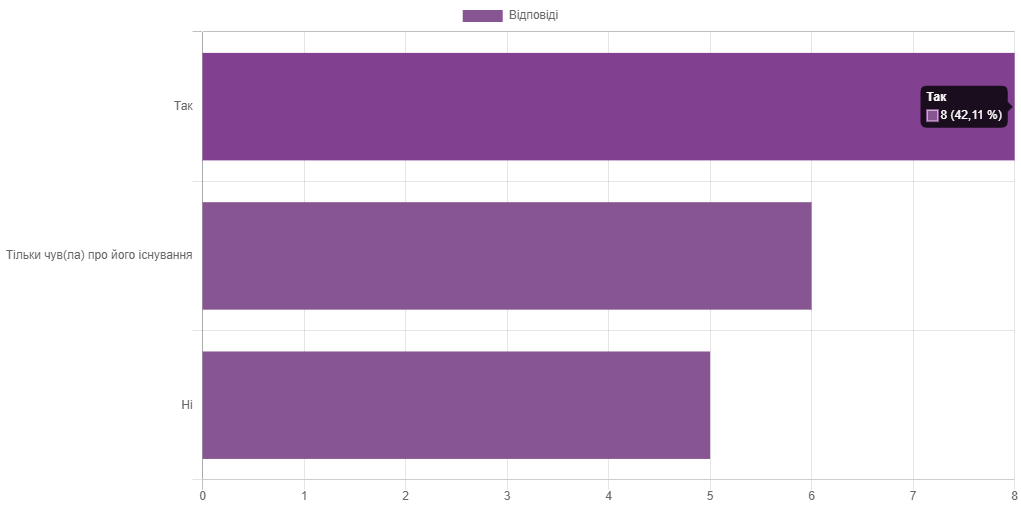 Відповіді
Так
Так
8 (42,11 %)
Тільки чув(ла) про його існування
Ні
0 1 2 3 4 5 6 7 8